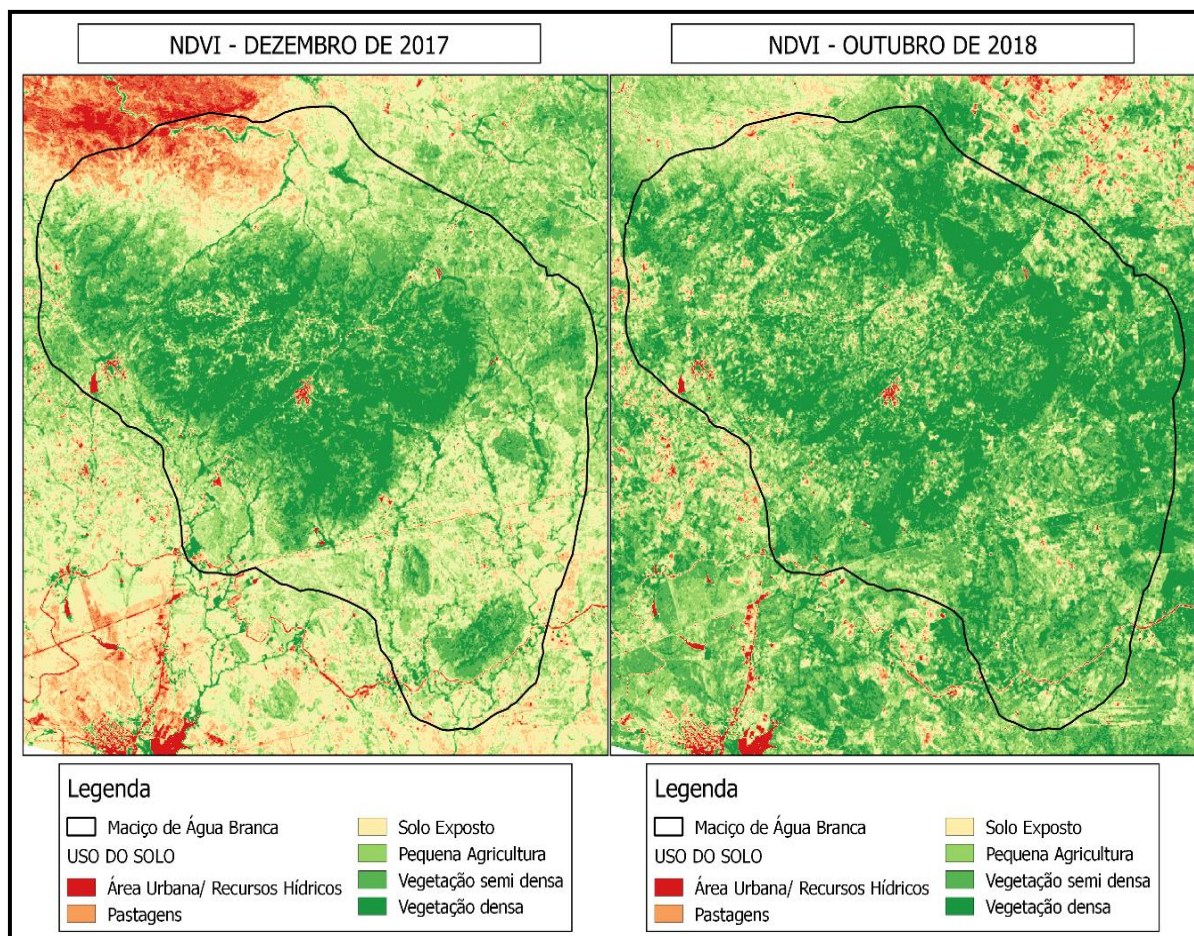 NDVI - DEZEMBRO DE 2017
NDVI - OUTUBRO DE 2018
Legenda
Maciço de Água Branca
USO DO SOLO
Área Urbana/ Recursos Hídricos
Pastagens
Solo Exposto
Pequena Agricultura
Vegetação semi densa
Vegetação densa
Legenda
Maciço de Água Branca
USO DO SOLO
Área Urbana/ Recursos Hídricos
Pastagens
Solo Exposto
Pequena Agricultura
Vegetação semi densa
Vegetação densa